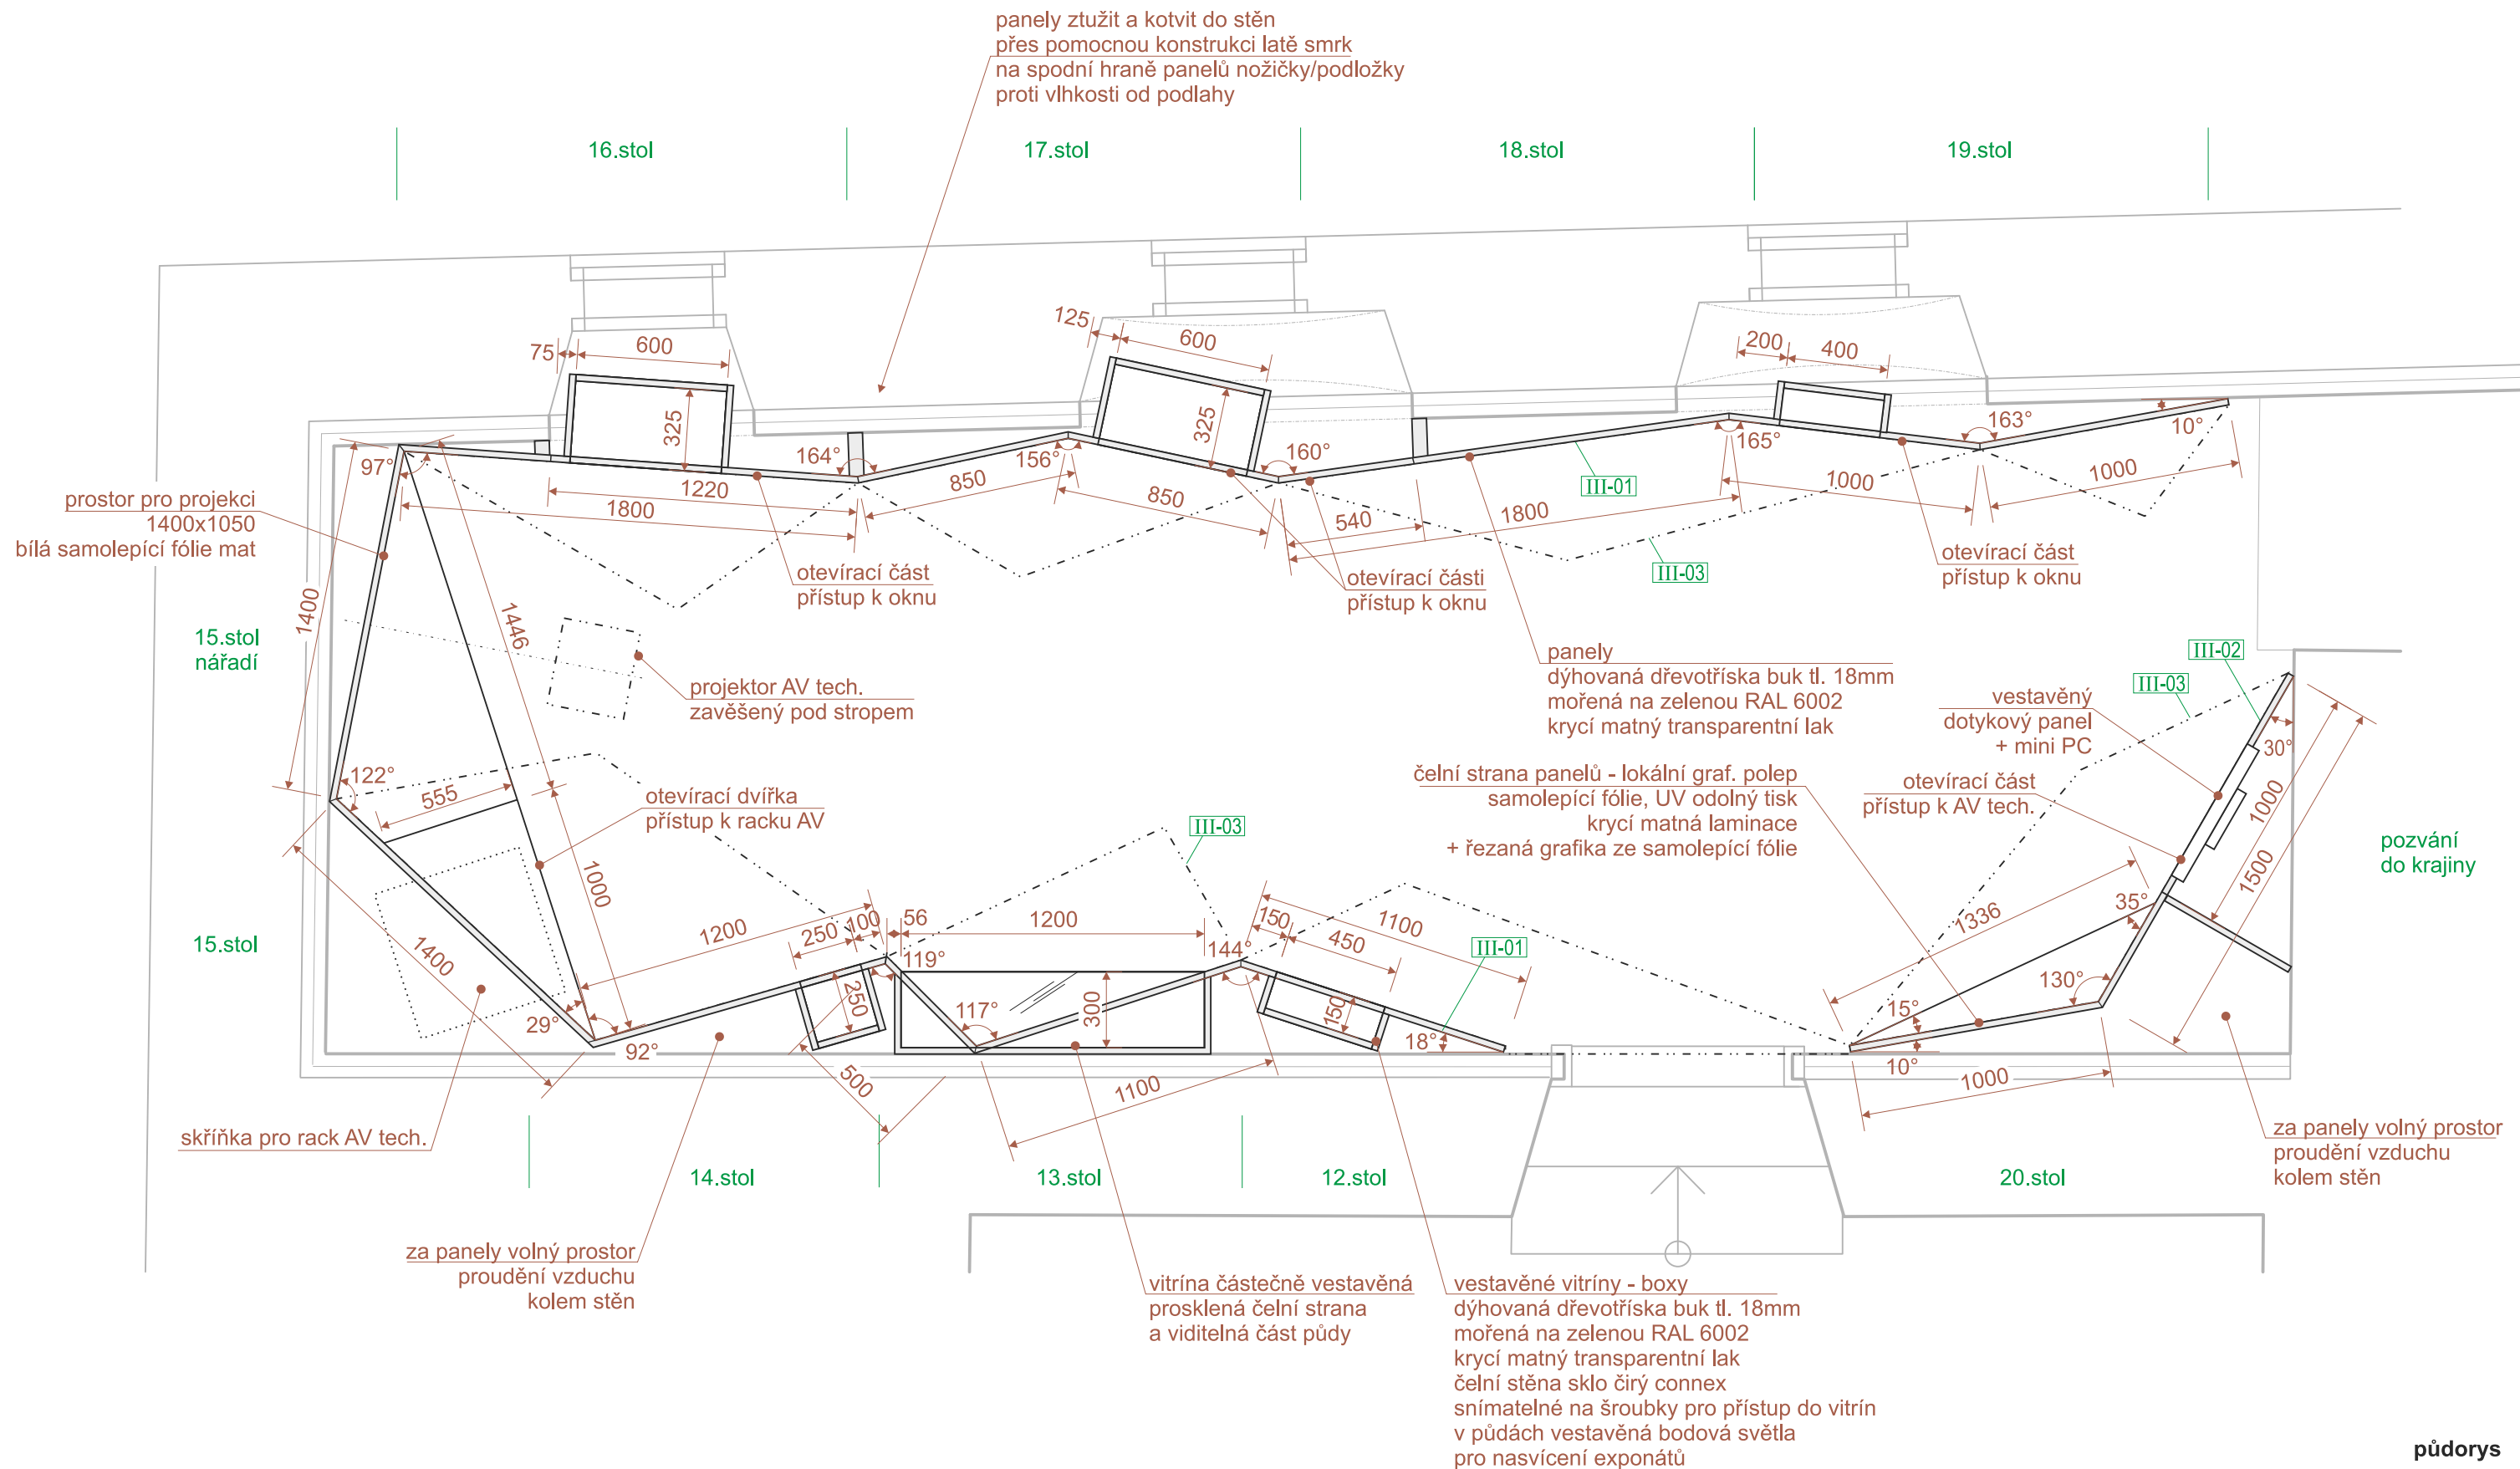 panely ztužit a kotvit do stěn
přes pomocnou konstrukci latě smrk
na spodní hraně panelů nožičky/podložky
proti vlhkosti od podlahy
16.stol
17.stol
18.stol
19.stol
75
600
325
125
600
325
200
400
97°
164°
156°
160°
165°
163°
10°
1220
1800
850
850
540
1800
1000
1000
III-01
III-03
prostor pro projekci
1400x1050
bílá samolepící fólie mat
otevírací část
přístup k oknu
otevírací části
přístup k oknu
otevírací část
přístup k oknu
1400
1446
15.stol
nářadí
projektor AV tech.
zavěšený pod stropem
panely
dýhovaná dřevotříska buk tl. 18mm
mořená na zelenou RAL 6002
krycí matný transparentní lak
III-02
III-03
vestavěný
dotykový panel
+ mini PC
30°
122°
555
otevírací dvířka
přístup k racku AV
III-03
čelní strana panelů - lokální graf. polep
samolepící fólie, UV odolný tisk
krycí matná laminace
+ řezaná grafika ze samolepící fólie
otevírací část
přístup k AV tech.
1000
1500
pozvání
do krajiny
15.stol
1400
1000
1200
250
100
56
1200
150
450
1100
III-01
1336
35°
119°
144°
250
117°
300
150
18°
130°
15°
10°
29°
92°
500
1100
1000
skříňka pro rack AV tech.
14.stol
13.stol
12.stol
20.stol
za panely volný prostor
proudění vzduchu
kolem stěn
za panely volný prostor
proudění vzduchu
kolem stěn
vitrína částečně vestavěná
prosklená čelní strana
a viditelná část půdy
vestavěné vitríny - boxy
dýhovaná dřevotříska buk tl. 18mm
mořená na zelenou RAL 6002
krycí matný transparentní lak
čelní stěna sklo čirý connex
snímatelné na šroubky pro přístup do vitrín
v půdách vestavěná bodová světla
pro nasvícení exponátů
půdorys